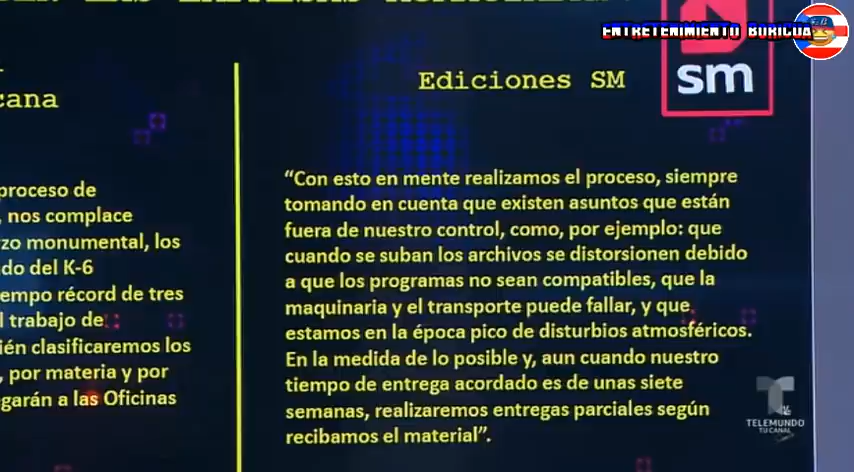 ENTRETENIMIENTO BORICUA
sm
Ediciones SM
cana
proceso de
, nos complace
zo monumental, los
do del K-6
empo récord de tres
l trabajo de
ién clasificaremos los
, por materia y por
garán a las Oficinas
“Con esto en mente realizamos el proceso, siempre
tomando en cuenta que existen asuntos que están
fuera de nuestro control, como, por ejemplo: que
cuando se suban los archivos se distorsionen debido
a que los programas no sean compatibles, que la
maquinaria y el transporte puede fallar, y que
estamos en la época pico de disturbios atmosféricos.
En la medida de lo posible y, aun cuando nuestro
tiempo de entrega acordado es de unas siete
semanas, realizaremos entregas parciales según
recibamos el material”.
TELEMUNDO
TU CANAL